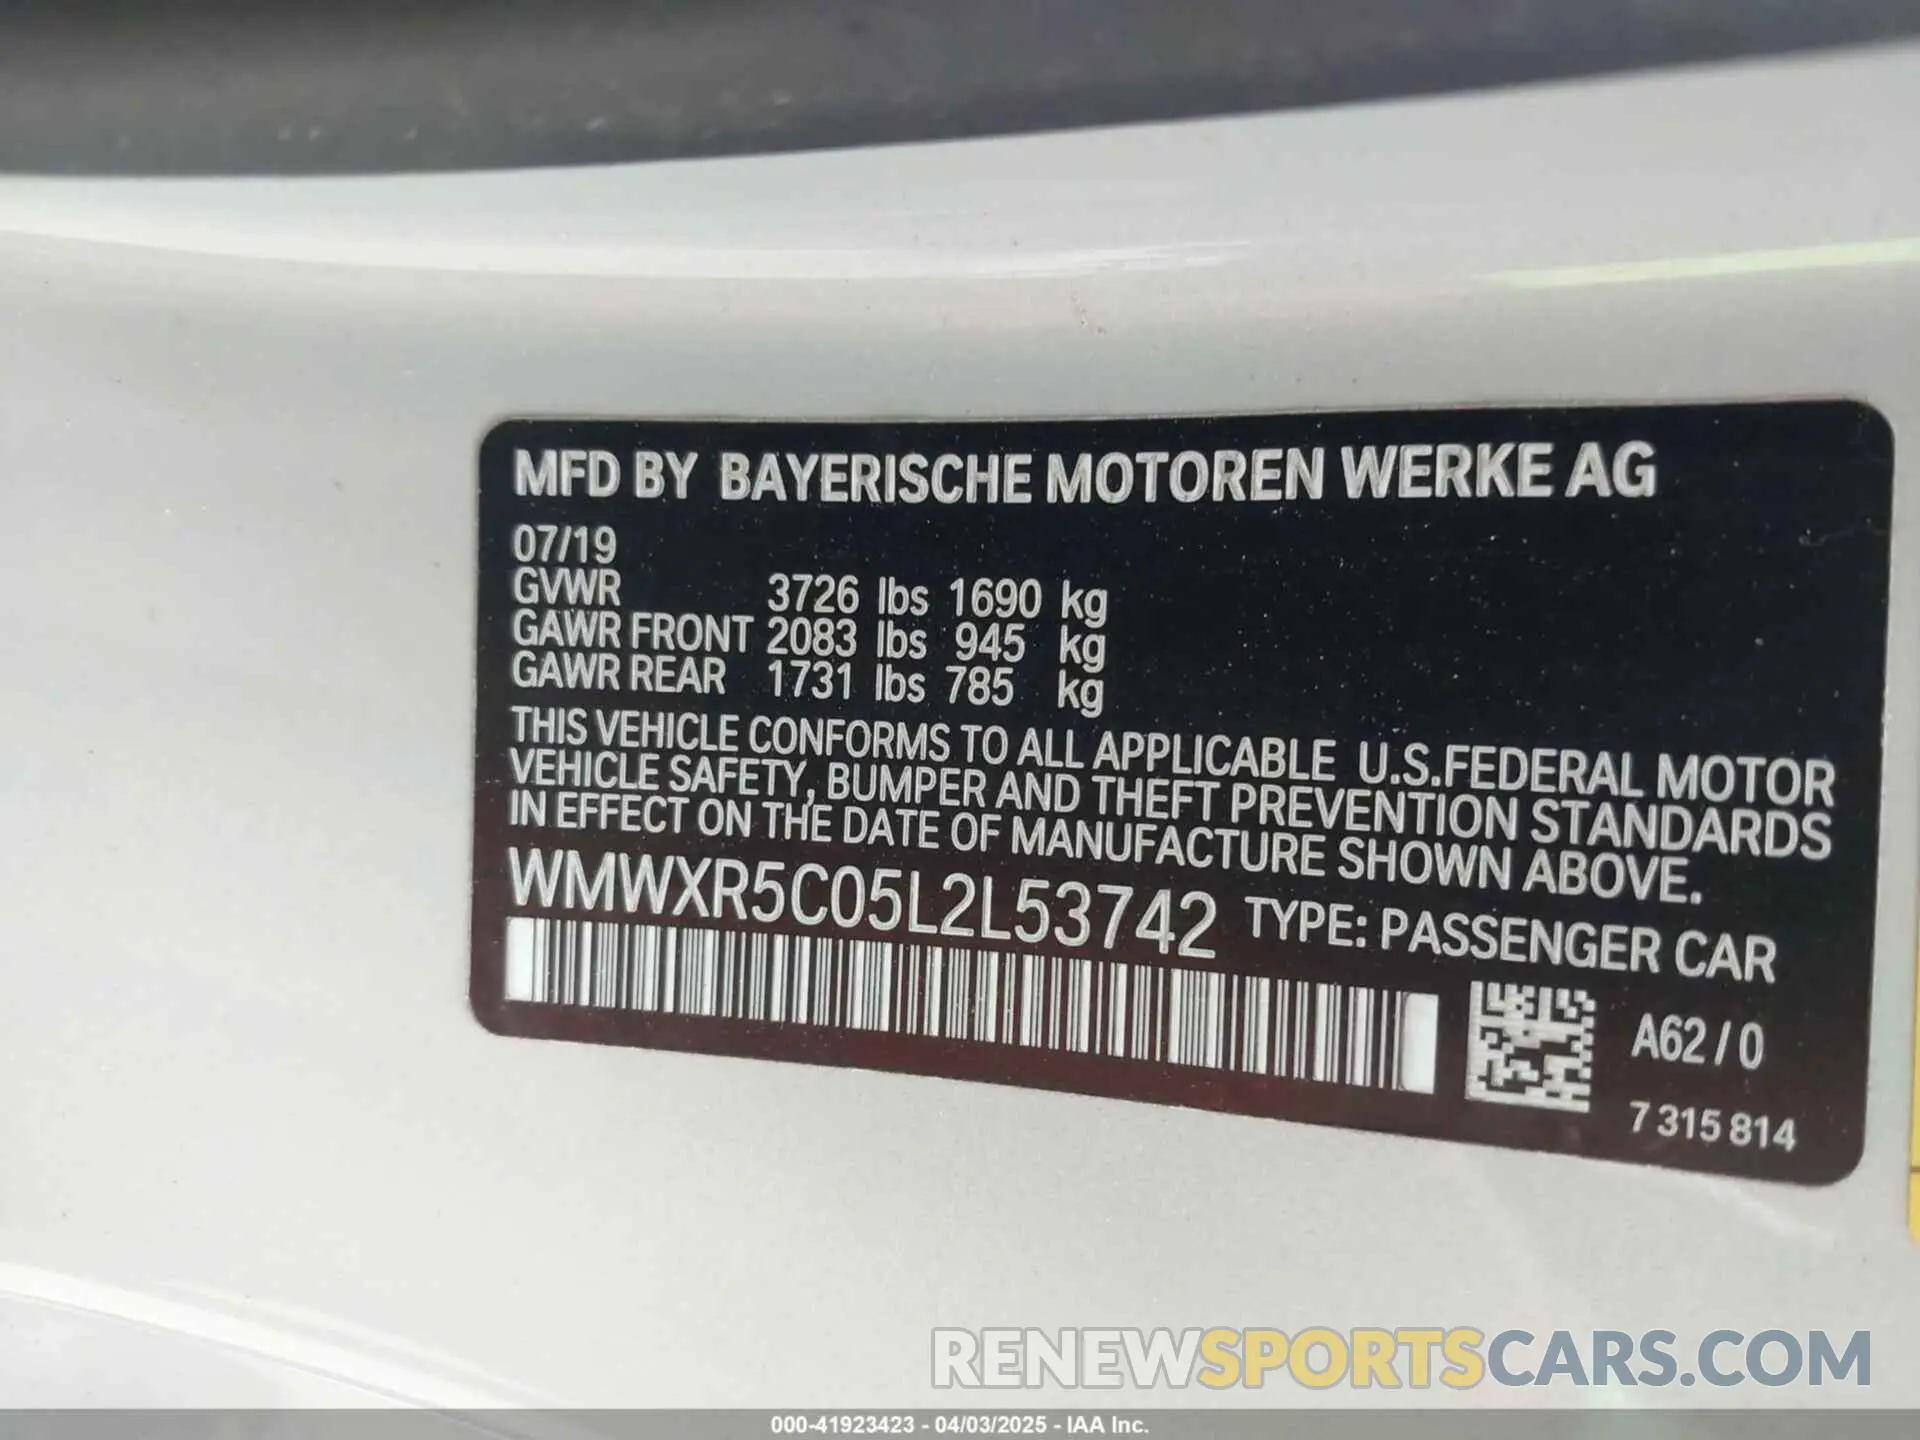 MFD BY BAYERISCHE MOTOREN WERKE AG
07/19
GVWR 3726 lbs 1690 kg
GAWR FRONT 2083 lbs 945 kg
GAWR REAR 1731 lbs 785 kg
THIS VEHICLE CONFORMS TO ALL APPLICABLE U.S.FEDERAL MOTOR
VEHICLE SAFETY, BUMPER AND THEFT PREVENTION STANDARDS
IN EFFECT ON THE DATE OF MANUFACTURE SHOWN ABOVE.
WMWXR5C05L2L53742 TYPE: PASSENGER CAR
A62/0
7 315 814
RENEWSPORTSCARS.COM
000-41923423 - 04/03/2025 - IAA Inc.